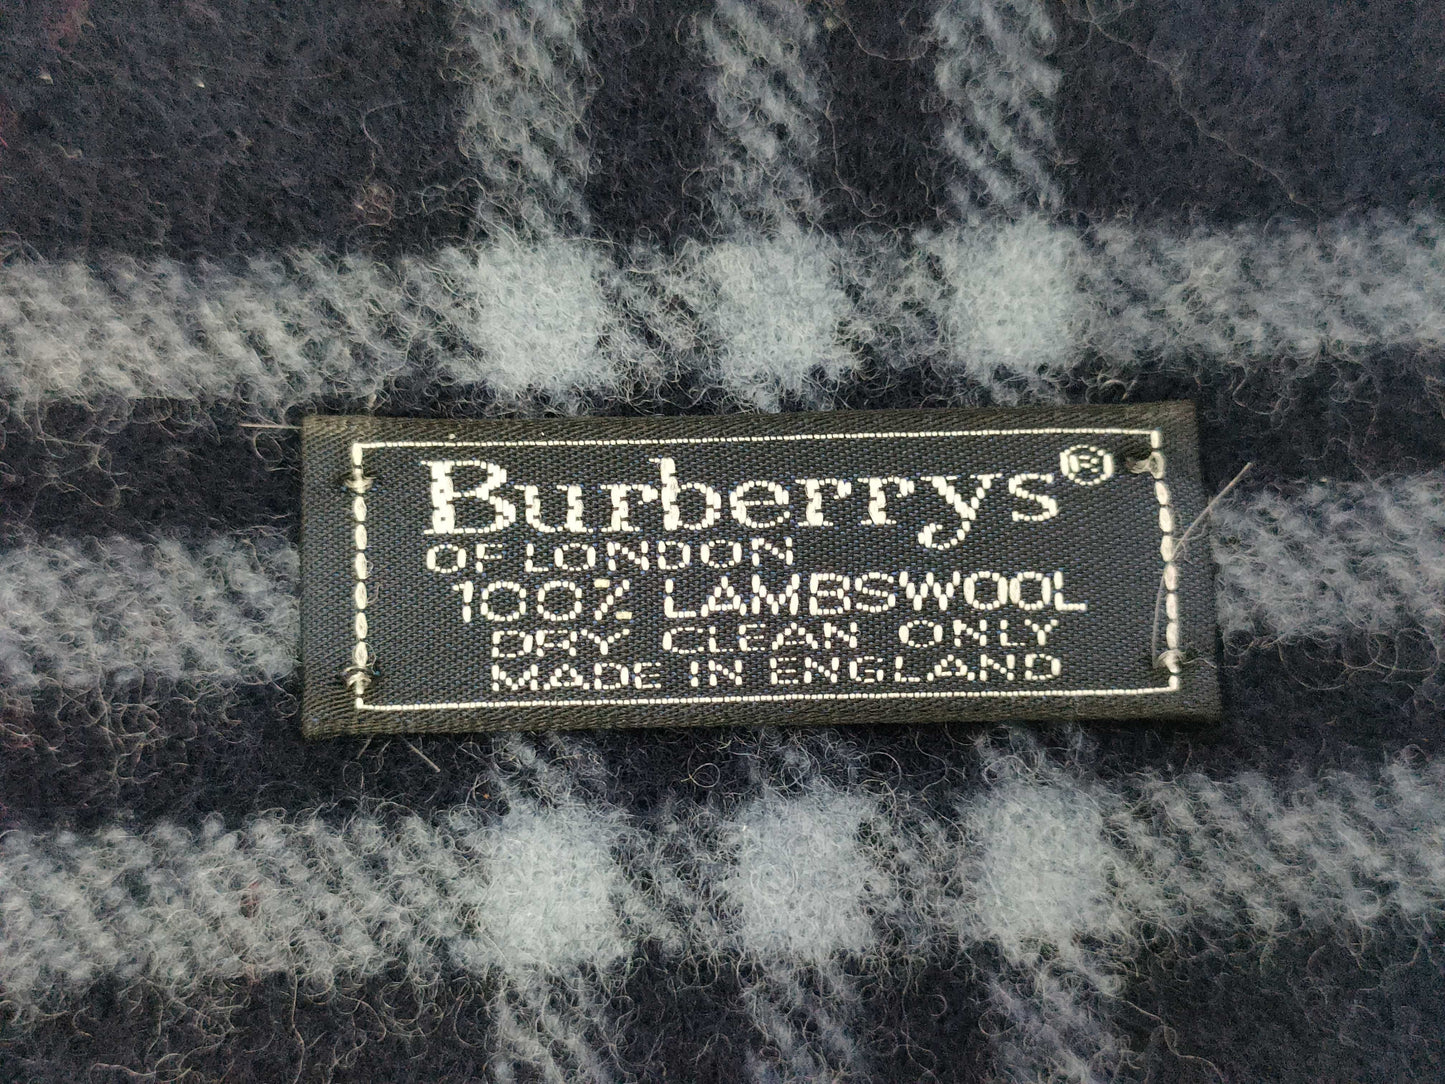 Burberrys®
OF LONDON
100% LAMBSWOOL
DRY CLEAN ONLY
MADE IN ENGLAND